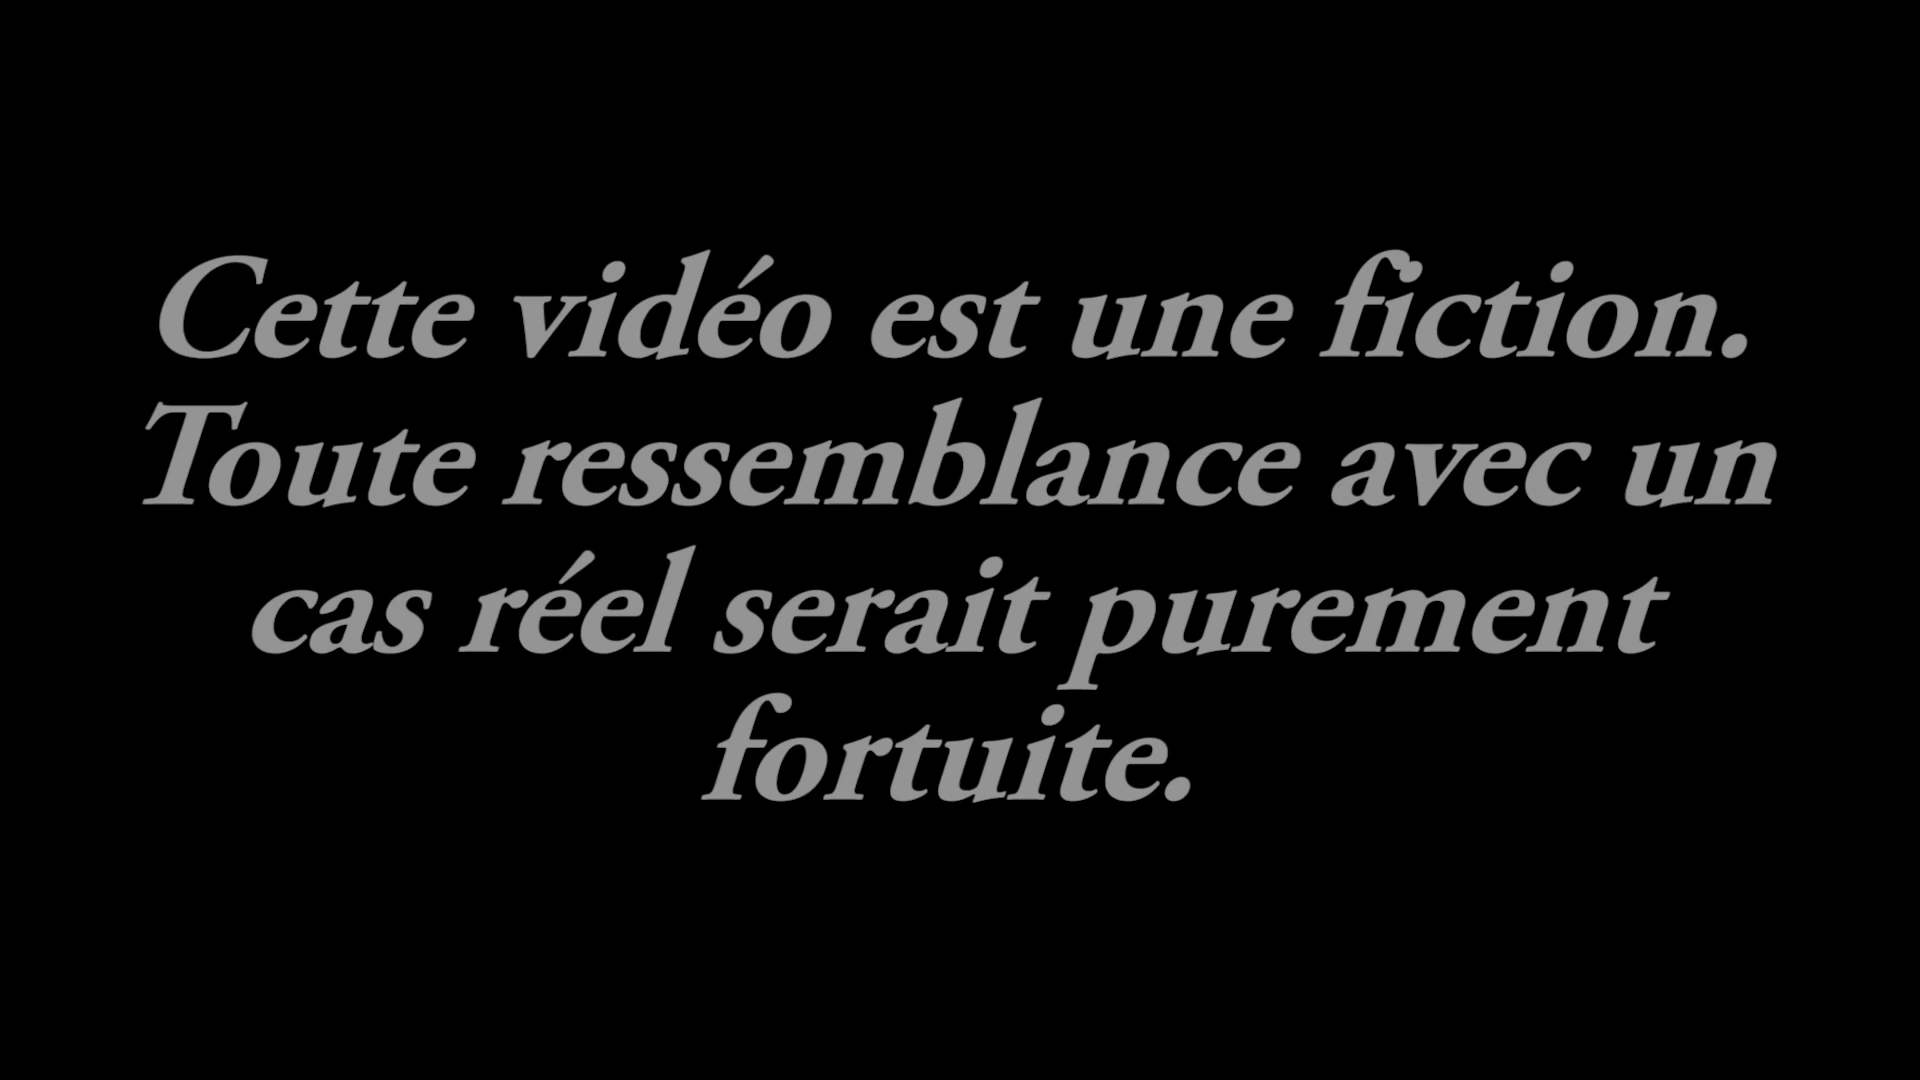 Cette vidéo est une fiction.
Toute ressemblance avec un
cas réel serait purement
fortuite.